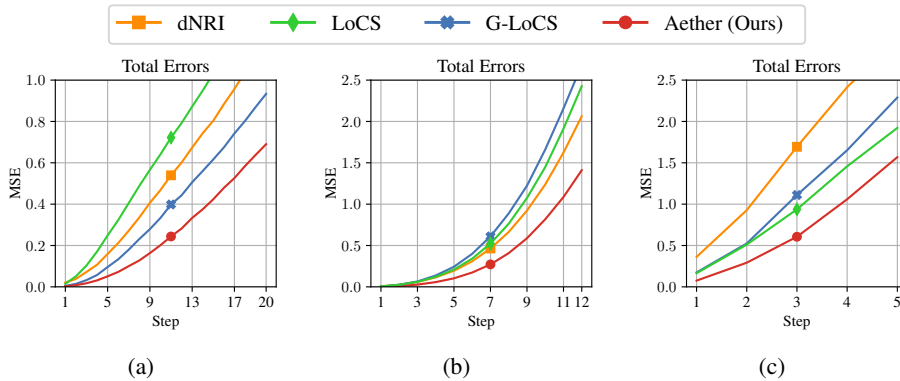 dNRI LoCS G-LoCS Aether (Ours)
Total Errors Total Errors Total Errors
1.0 2.5 2.5
0.8 2.0 2.0
0.6 1.5 1.5
MSE MSE MSE
0.4 1.0 1.0
0.2 0.5 0.5
0.0 0.0 0.0
1 5 9 13 17 20 1 3 5 7 9 11 12 1 2 3 4 5
Step Step Step
(a) (b) (c)